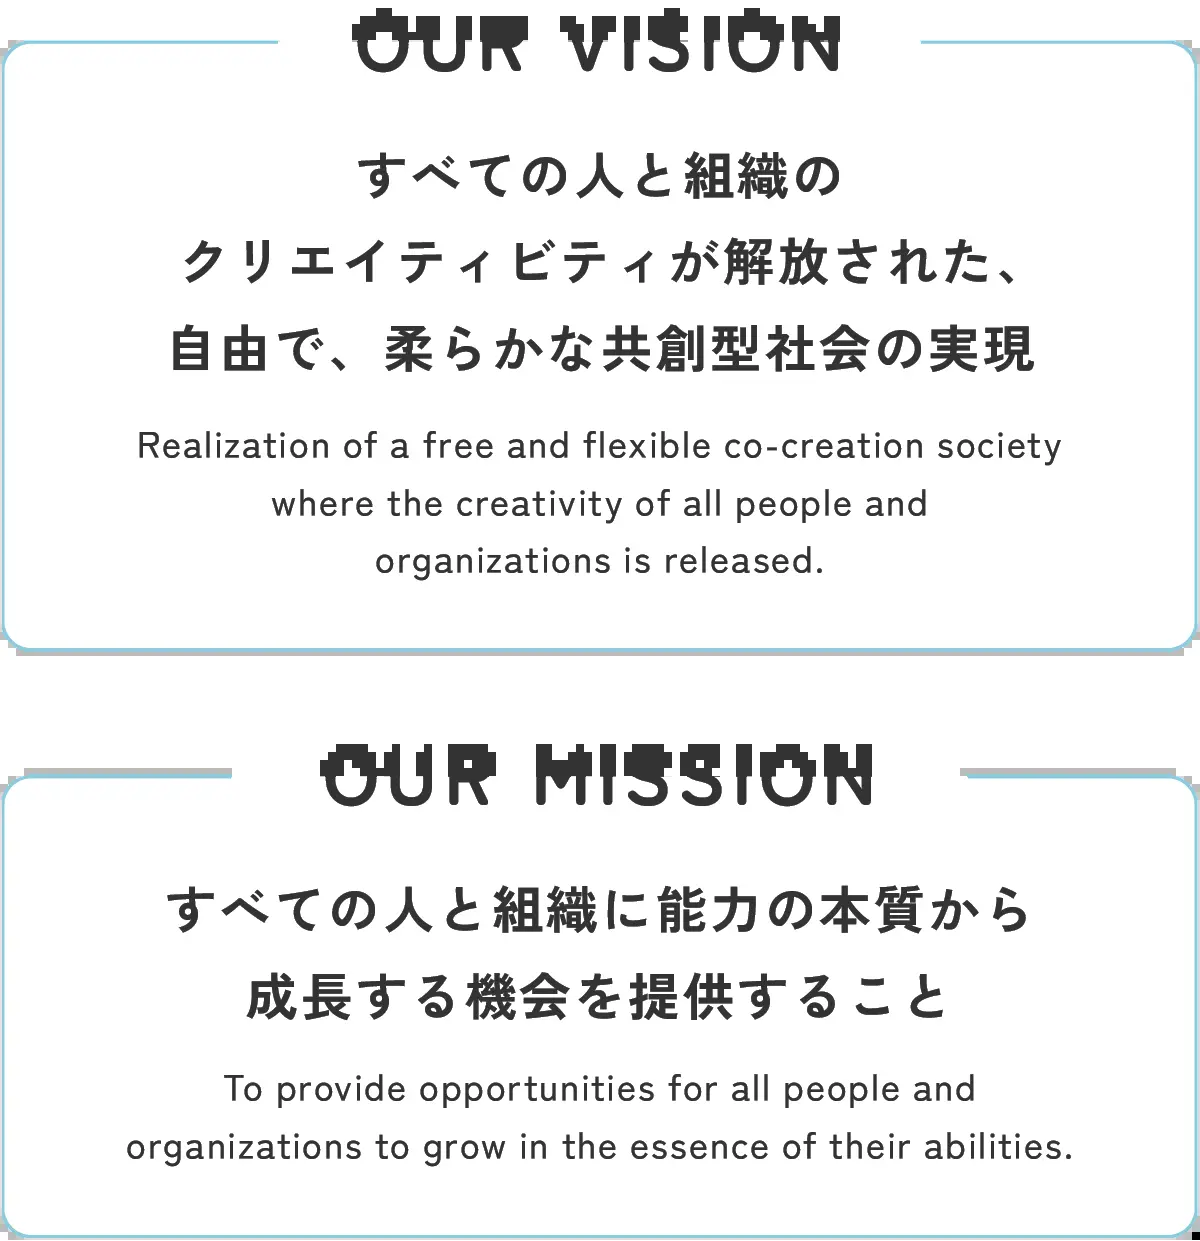 OUR VISION
すべての人と組織の
クリエイティビティが解放された、
自由で、柔らかな共創型社会の実現
Realization of a free and flexible co-creation society
where the creativity of all people and
organizations is released.
OUR MISSION
すべての人と組織に能力の本質から
成長する機会を提供すること
To provide opportunities for all people and
organizations to grow in the essence of their abilities.